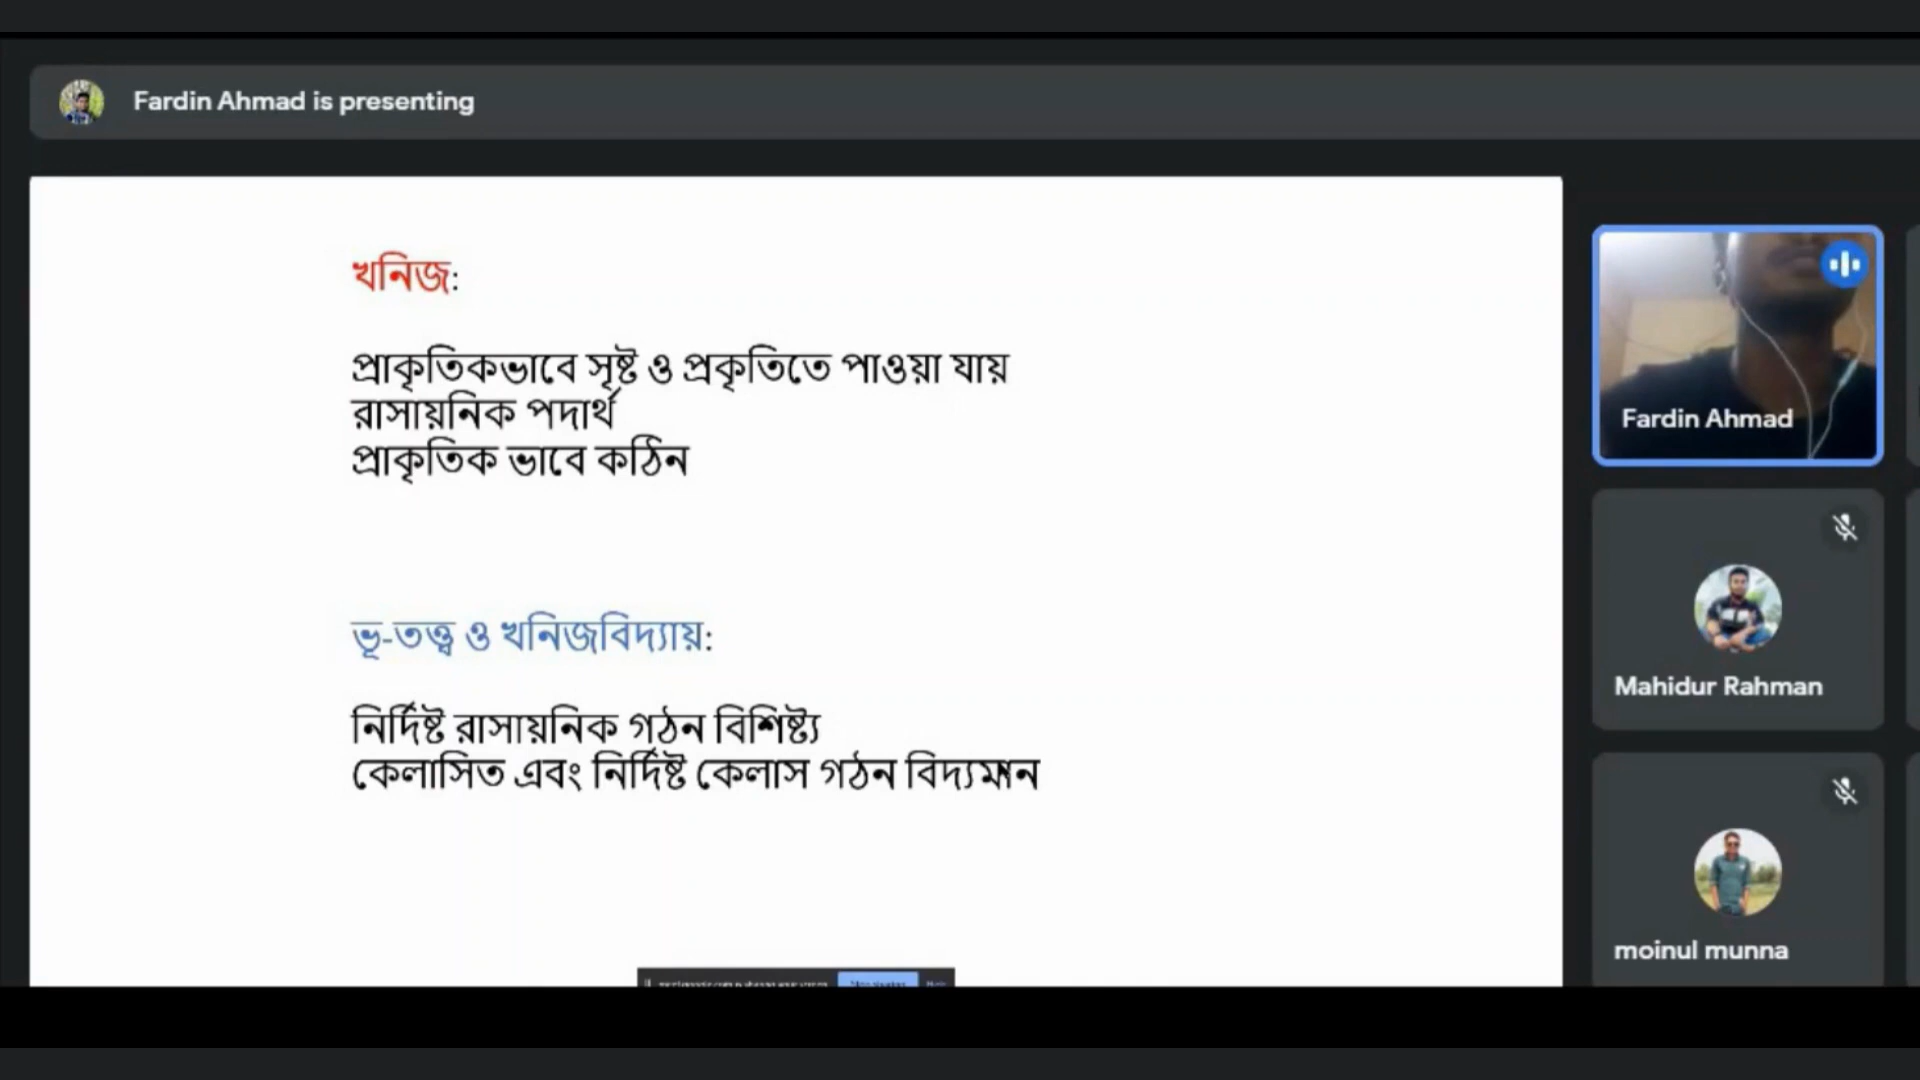 Fardin Ahmad is presenting
খনিজ:
প্রাকৃতিকভাবে সৃষ্ট ও প্রকৃতিতে পাওয়া যায়
রাসায়নিক পদার্থ
প্রাকৃতিক ভাবে কঠিন
ভূ-তত্ত্ব ও খনিজবিদ্যায়:
নির্দিষ্ট রাসায়নিক গঠন বিশিষ্ট্য
কেলাসিত এবং নির্দিষ্ট কেলাস গঠন বিদ্যমান
Fardin Ahmad
Mahidur Rahman
moinul munna